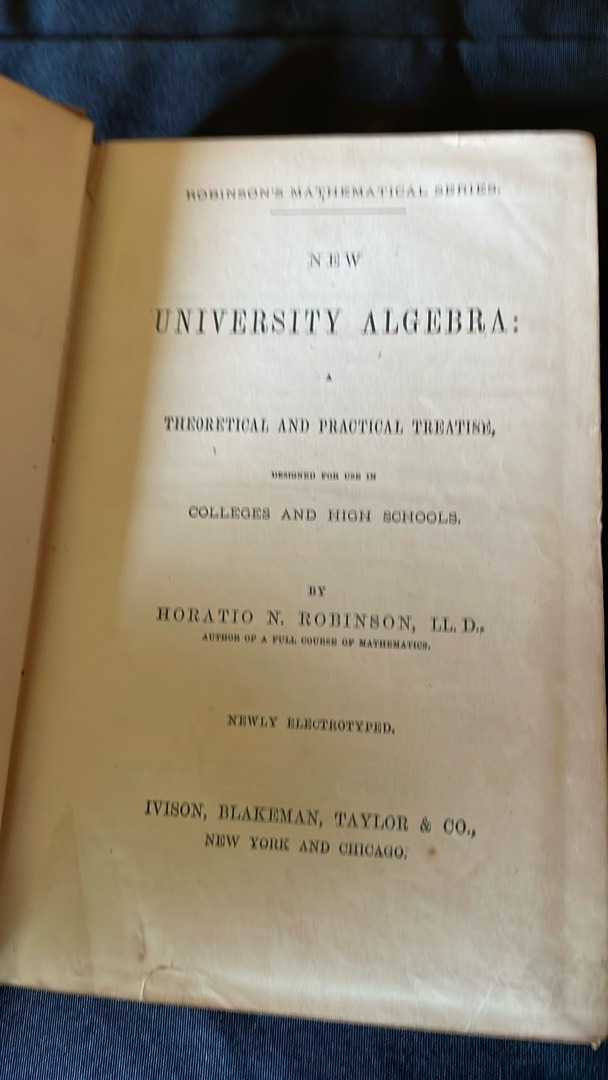 ROBINSON'S MATHEMATICAL SERIES.
NEW
UNIVERSITY ALGEBRA:
A
THEORETICAL AND PRACTICAL TREATISE,
DESIGNED FOR USE IN
COLLEGES AND HIGH SCHOOLS.
BY
HORATIO N. ROBINSON, LL. D.,
AUTHOR OF A FULL COURSE OF MATHEMATICS.
NEWLY ELECTROTYPED.
IVISON, BLAKEMAN, TAYLOR & CO.,
NEW YORK AND CHICAGO.